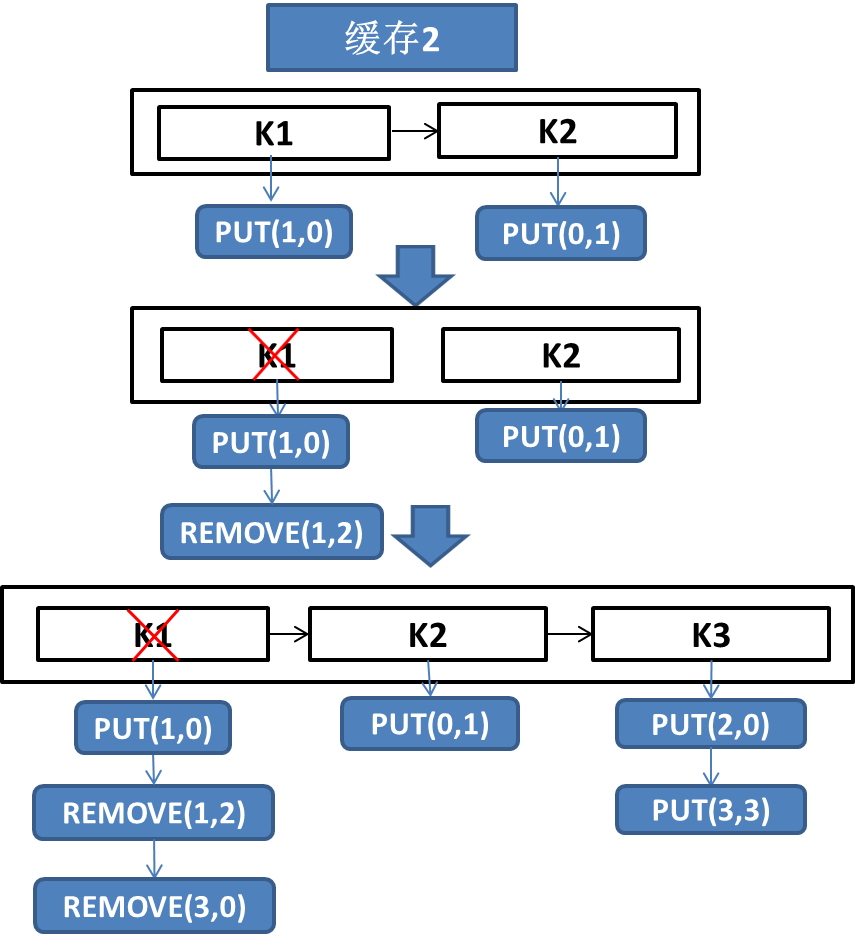 缓存2
K1
K2
PUT(1,0)
PUT(0,1)
K1
K2
PUT(1,0)
PUT(0,1)
REMOVE(1,2)
K1
K2
K3
PUT(1,0)
PUT(0,1)
PUT(2,0)
REMOVE(1,2)
PUT(3,3)
REMOVE(3,0)